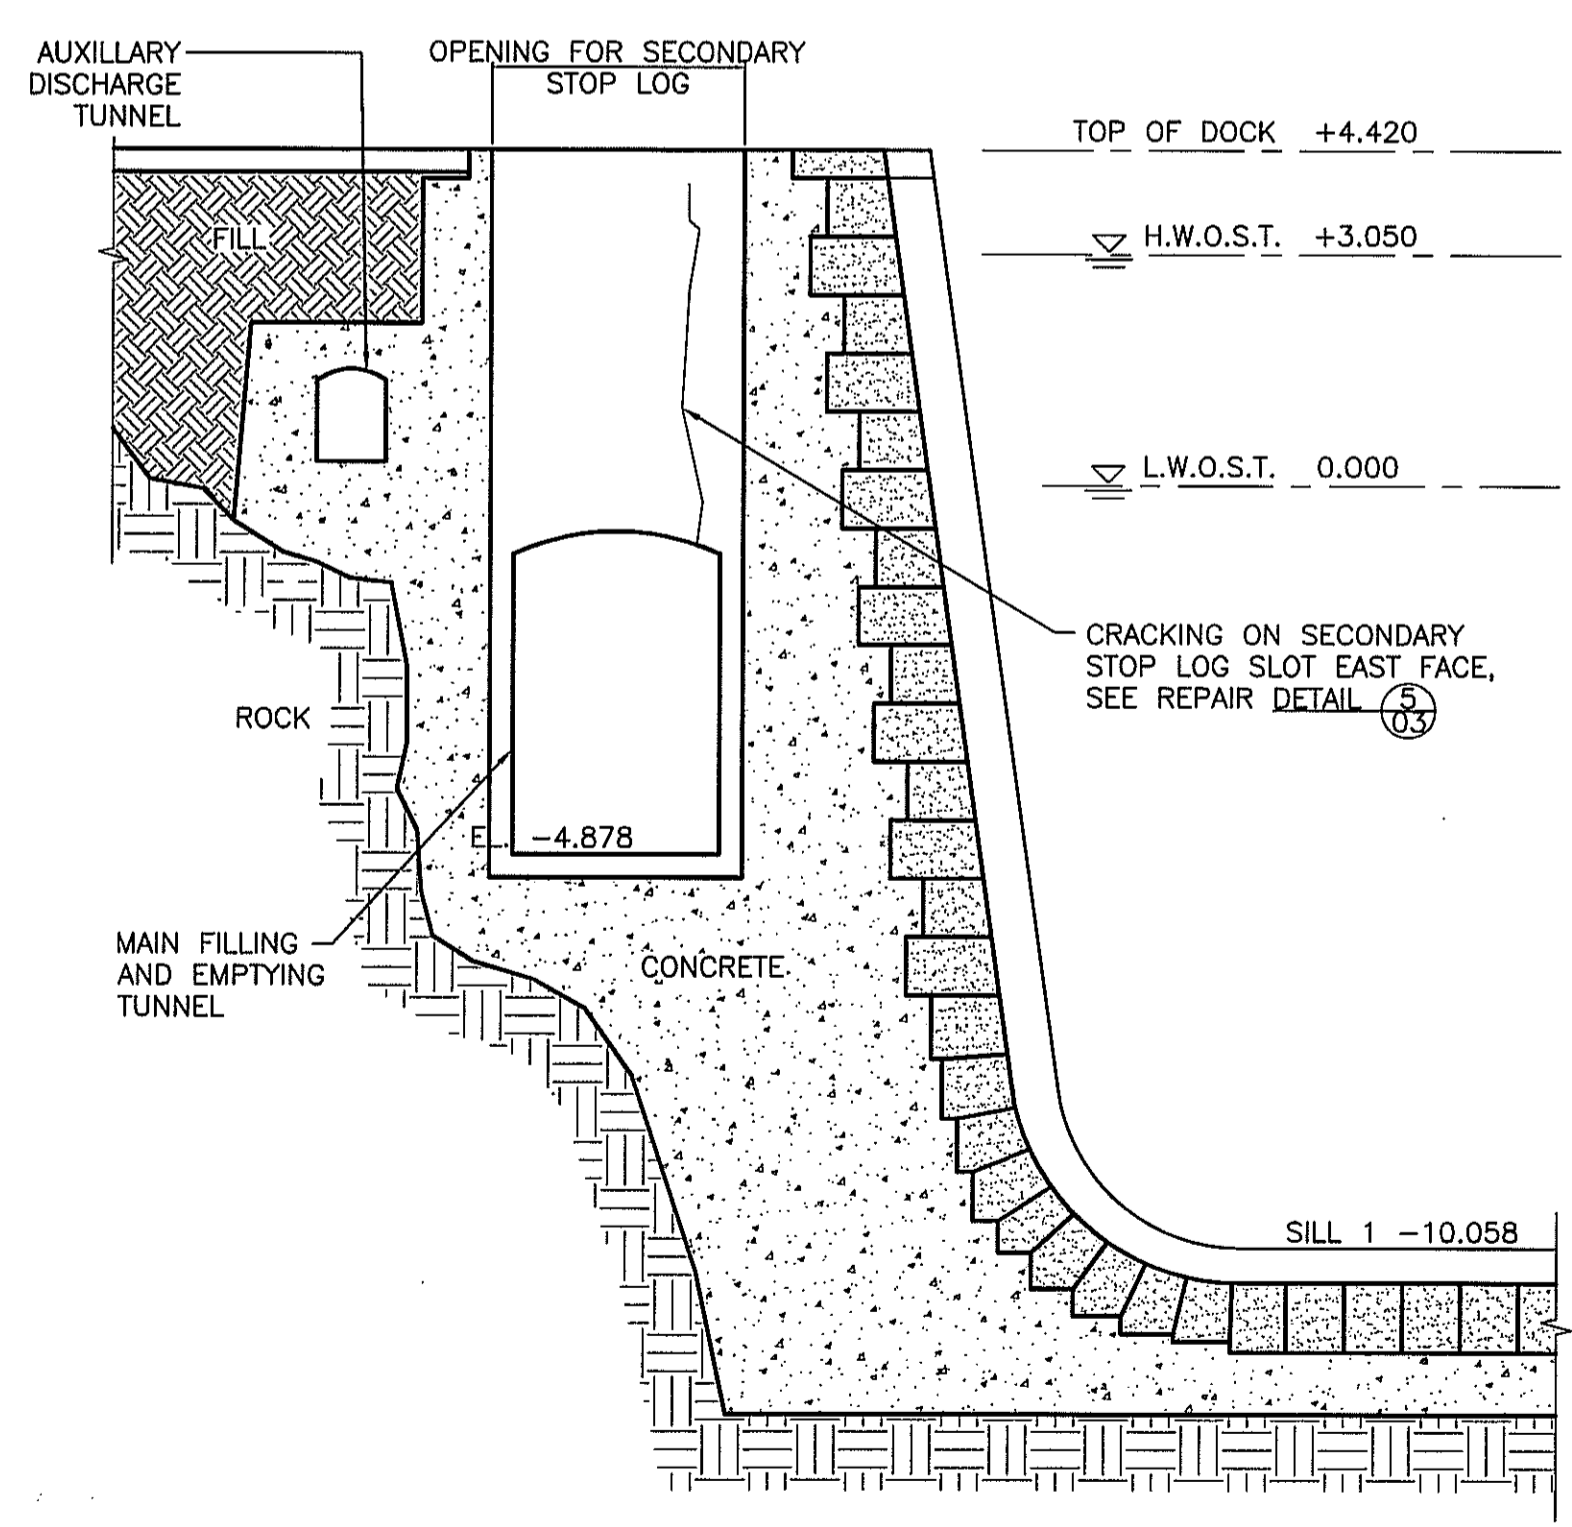 AUXILLARY
DISCHARGE
TUNNEL
OPENING FOR SECONDARY
STOP LOG
TOP OF DOCK +4.420
FILL
H.W.O.S.T. +3.050
L.W.O.S.T. 0.000
CRACKING ON SECONDARY
STOP LOG SLOT EAST FACE,
SEE REPAIR DETAIL 5
03
ROCK
EL. -4.878
MAIN FILLING
AND EMPTYING
TUNNEL
CONCRETE
SILL 1 -10.058